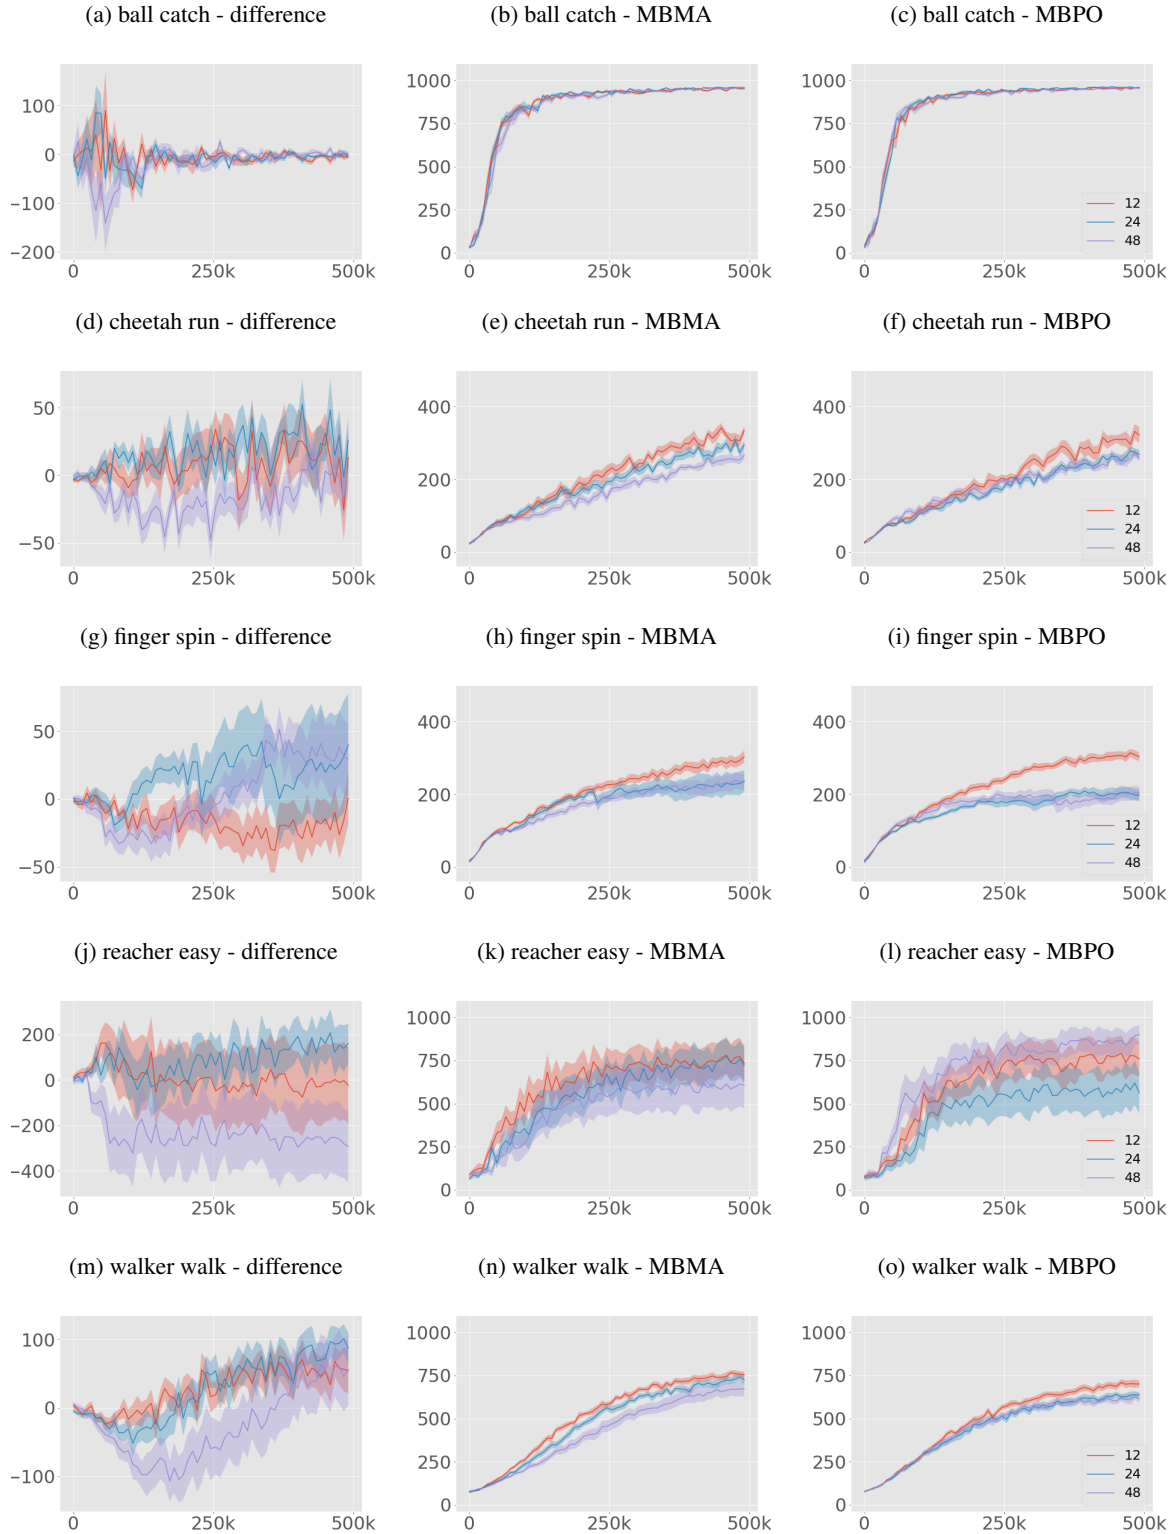 (a) ball catch - difference
(b) ball catch - MBMA
(c) ball catch - MBPO
100
0
−100
−200
0
250k
500k
1000
750
500
250
0
0
250k
500k
1000
750
500
250
0
0
250k
500k
12
24
48
(d) cheetah run - difference
(e) cheetah run - MBMA
(f) cheetah run - MBPO
50
0
−50
0
250k
500k
400
200
0
0
250k
500k
400
200
0
0
250k
500k
12
24
48
(g) finger spin - difference
(h) finger spin - MBMA
(i) finger spin - MBPO
50
0
−50
0
250k
500k
400
200
0
0
250k
500k
400
200
0
0
250k
500k
12
24
48
(j) reacher easy - difference
(k) reacher easy - MBMA
(l) reacher easy - MBPO
200
0
−200
−400
0
250k
500k
1000
750
500
250
0
0
250k
500k
1000
750
500
250
0
0
250k
500k
12
24
48
(m) walker walk - difference
(n) walker walk - MBMA
(o) walker walk - MBPO
100
0
−100
0
250k
500k
1000
750
500
250
0
0
250k
500k
1000
750
500
250
0
0
250k
500k
12
24
48